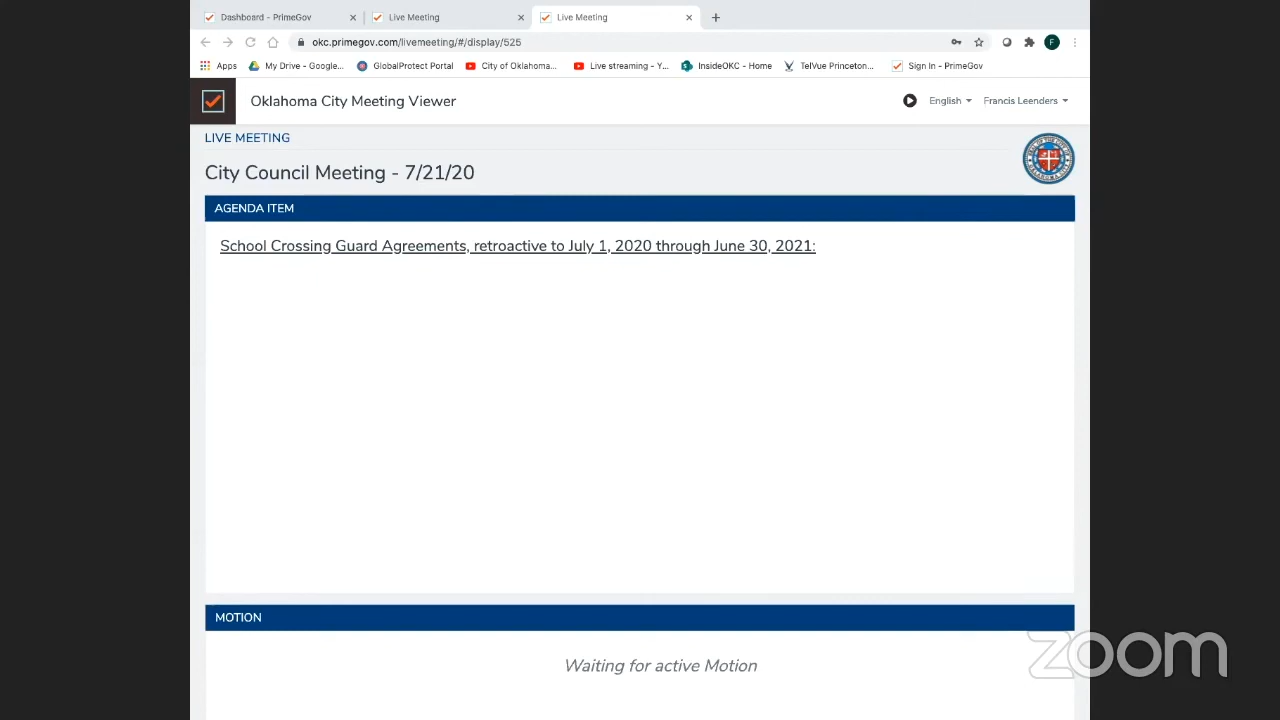 Dashboard - PrimeGov
Live Meeting
Live Meeting
okc.primegov.com/livemeeting/#/display/525
F
Apps
My Drive - Google...
GlobalProtect Portal
City of Oklahoma...
Live streaming - Y...
InsideOKC - Home
TelVue Princeton...
Sign In - PrimeGov
Oklahoma City Meeting Viewer
English
Francis Leenders
LIVE MEETING
City Council Meeting - 7/21/20
AGENDA ITEM
School Crossing Guard Agreements, retroactive to July 1, 2020 through June 30, 2021:
MOTION
Waiting for active Motion
zoom